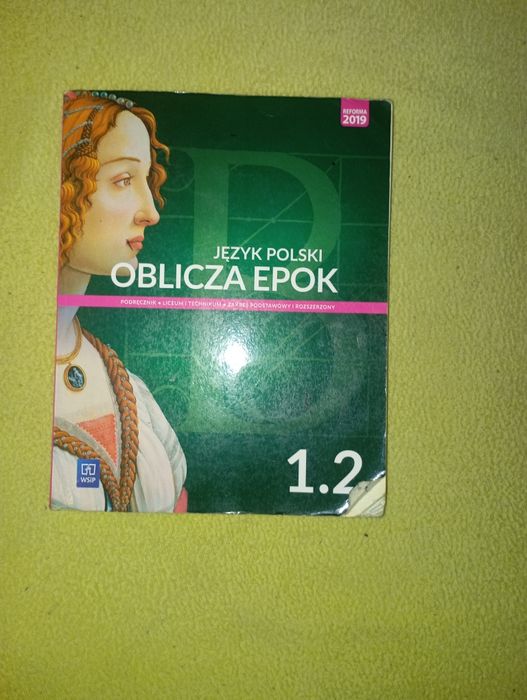 REFORMA
2019
JĘZYK POLSKI
OBLICZA EPOK
PODRĘCZNIK • LICEUM I TECHNIKUM • ZAKRES PODSTAWOWY I ROZSZERZONY
1.2
WSiP